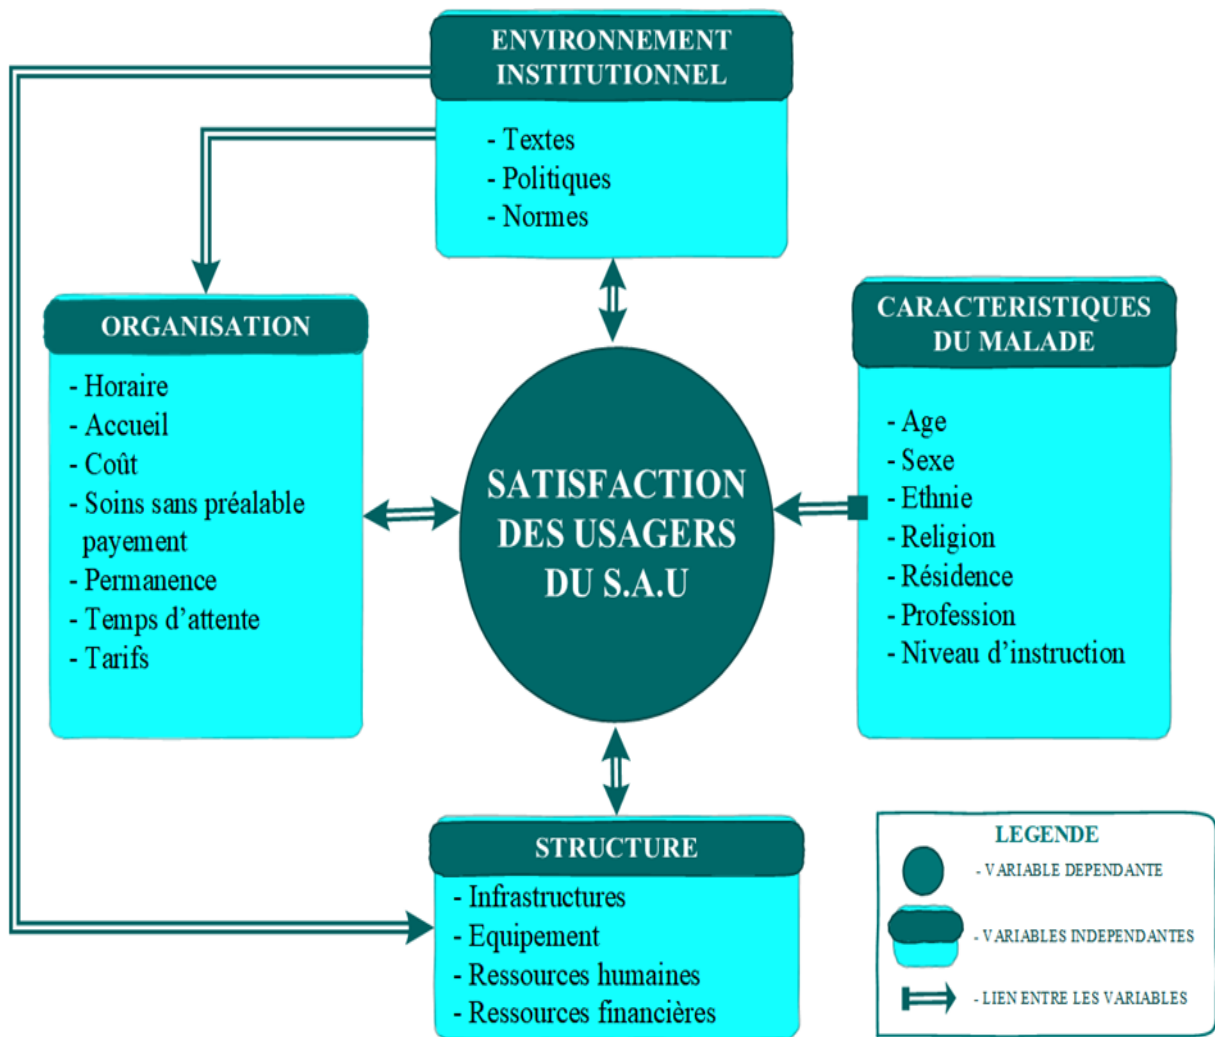 ENVIRONNEMENT
INSTITUTIONNEL
- Textes
- Politiques
- Normes
ORGANISATION
- Horaire
- Accueil
- Coût
- Soins sans préalable
payement
- Permanence
- Temps d’attente
- Tarifs
SATISFACTION
DES USAGERS
DU S.A.U
CARACTERISTIQUES
DU MALADE
- Age
- Sexe
- Ethnie
- Religion
- Résidence
- Profession
- Niveau d’instruction
STRUCTURE
- Infrastructures
- Equipement
- Ressources humaines
- Ressources financières
LEGENDE
- VARIABLE DEPENDANTE
- VARIABLES INDEPENDANTES
- LIEN ENTRE LES VARIABLES